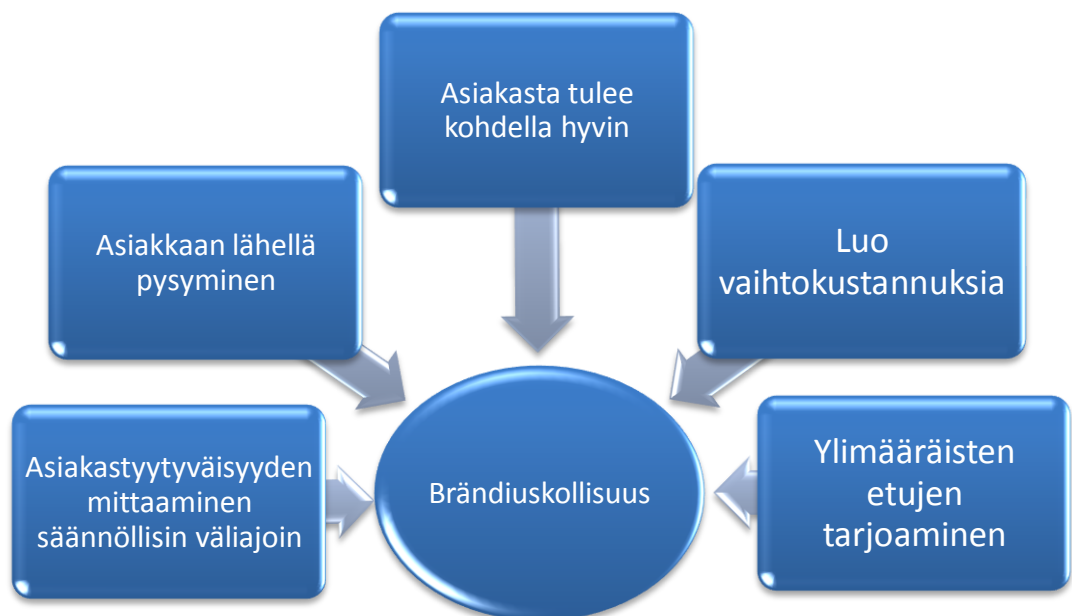 Asiakasta tulee
kohdella hyvin
Asiakkaan lähellä
pysyminen
Luo
vaihtokustannuksia
Asiakastyytyväisyyden
mittaaminen
säännöllisin väliajoin
Brändiuskollisuus
Ylimääräisten
etujen
tarjoaminen